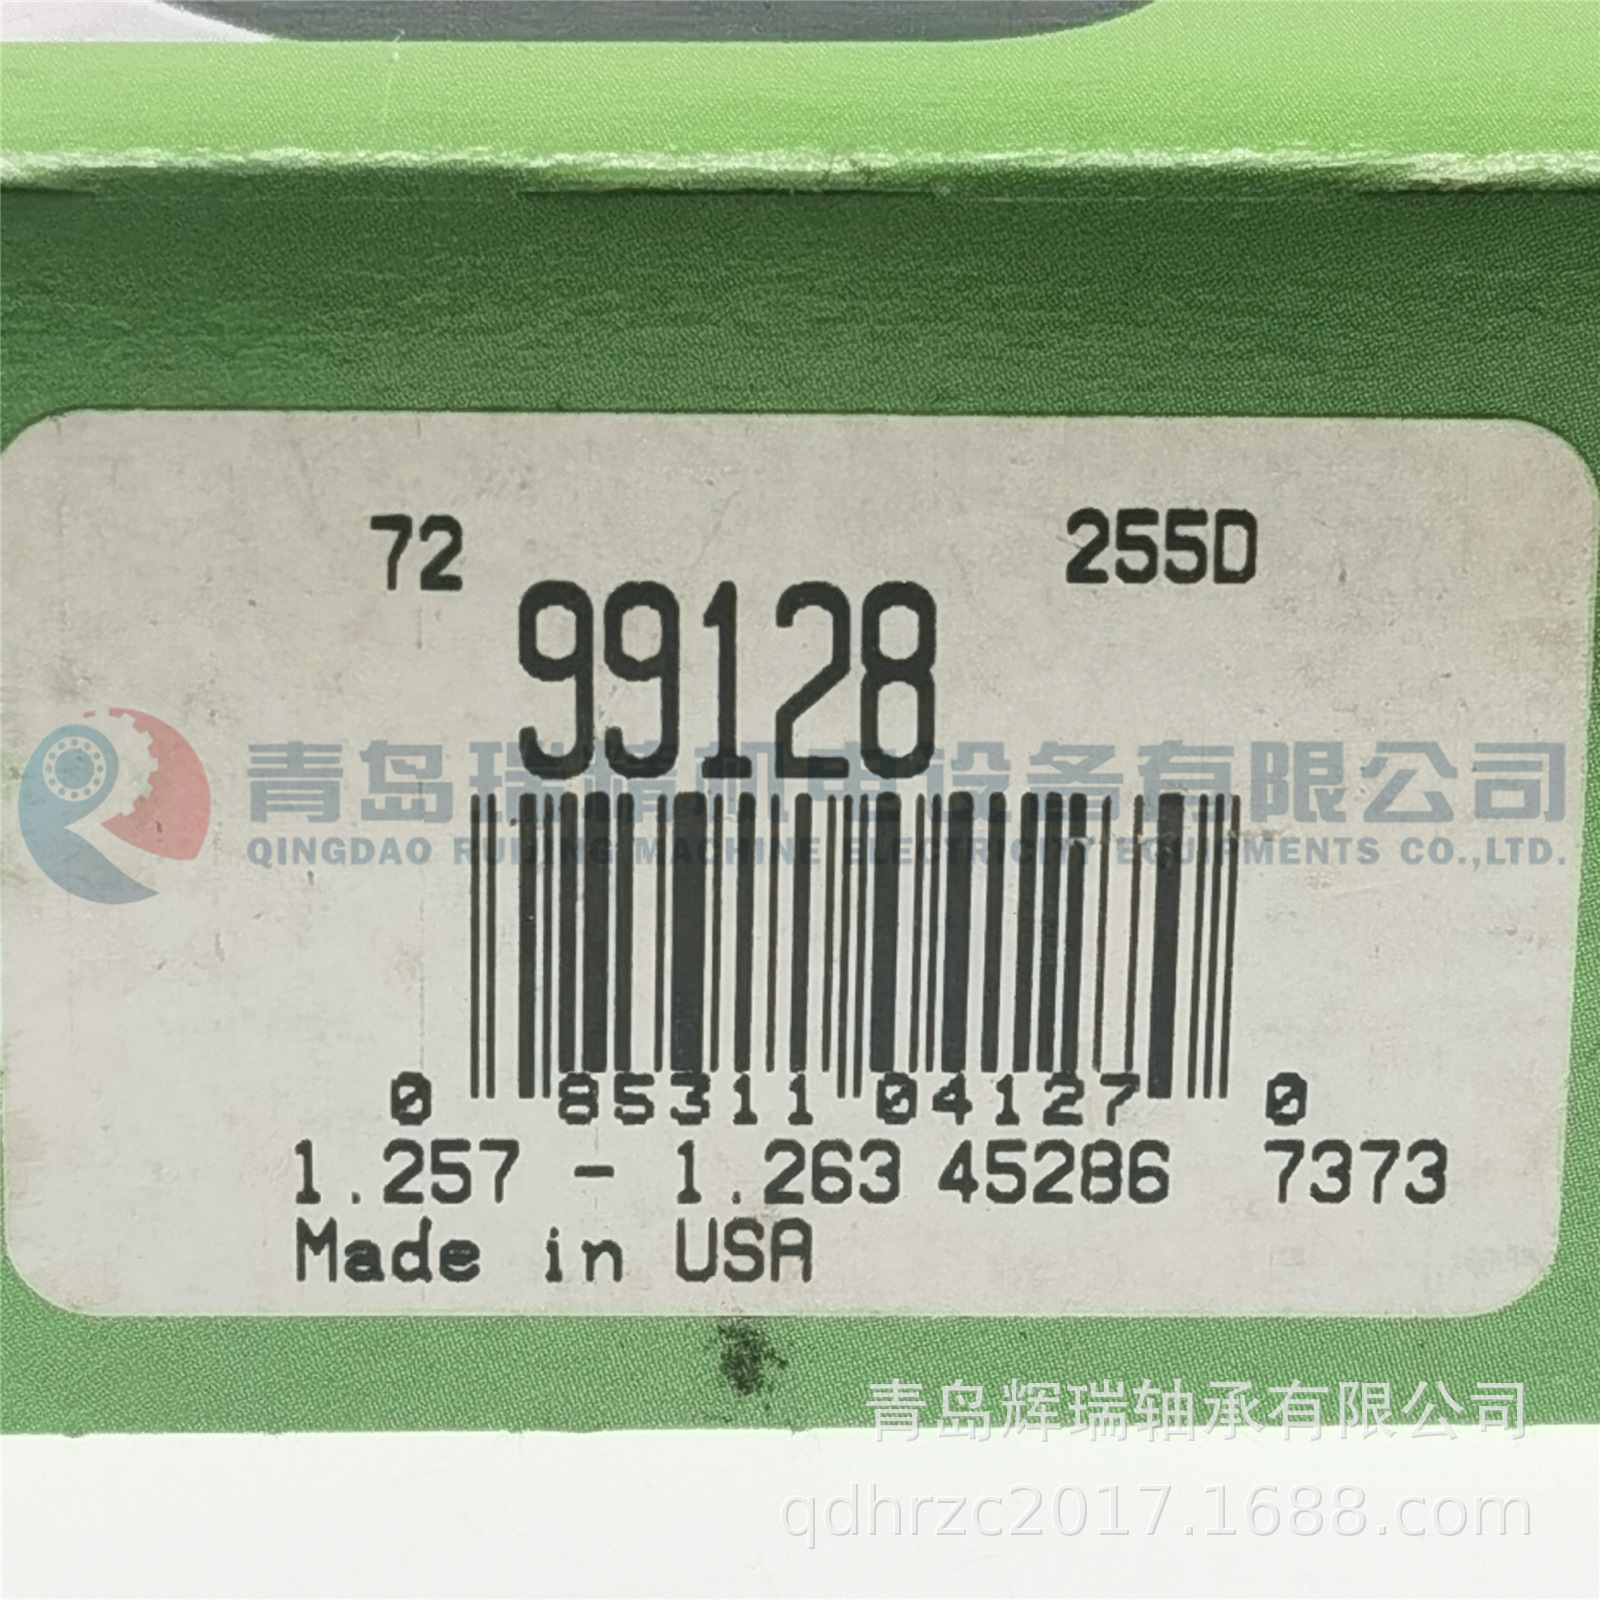 72 255D
99128
青岛瑞精机电设备有限公司
QINGDAO RUIJING MACHINE ELECTRICITY EQUIPMENTS CO.,LTD.
0 85311 04127 0
1.257 - 1.263 45286 7373
Made in USA
青岛辉瑞轴承有限公司
qdhrzc2017.1688.com